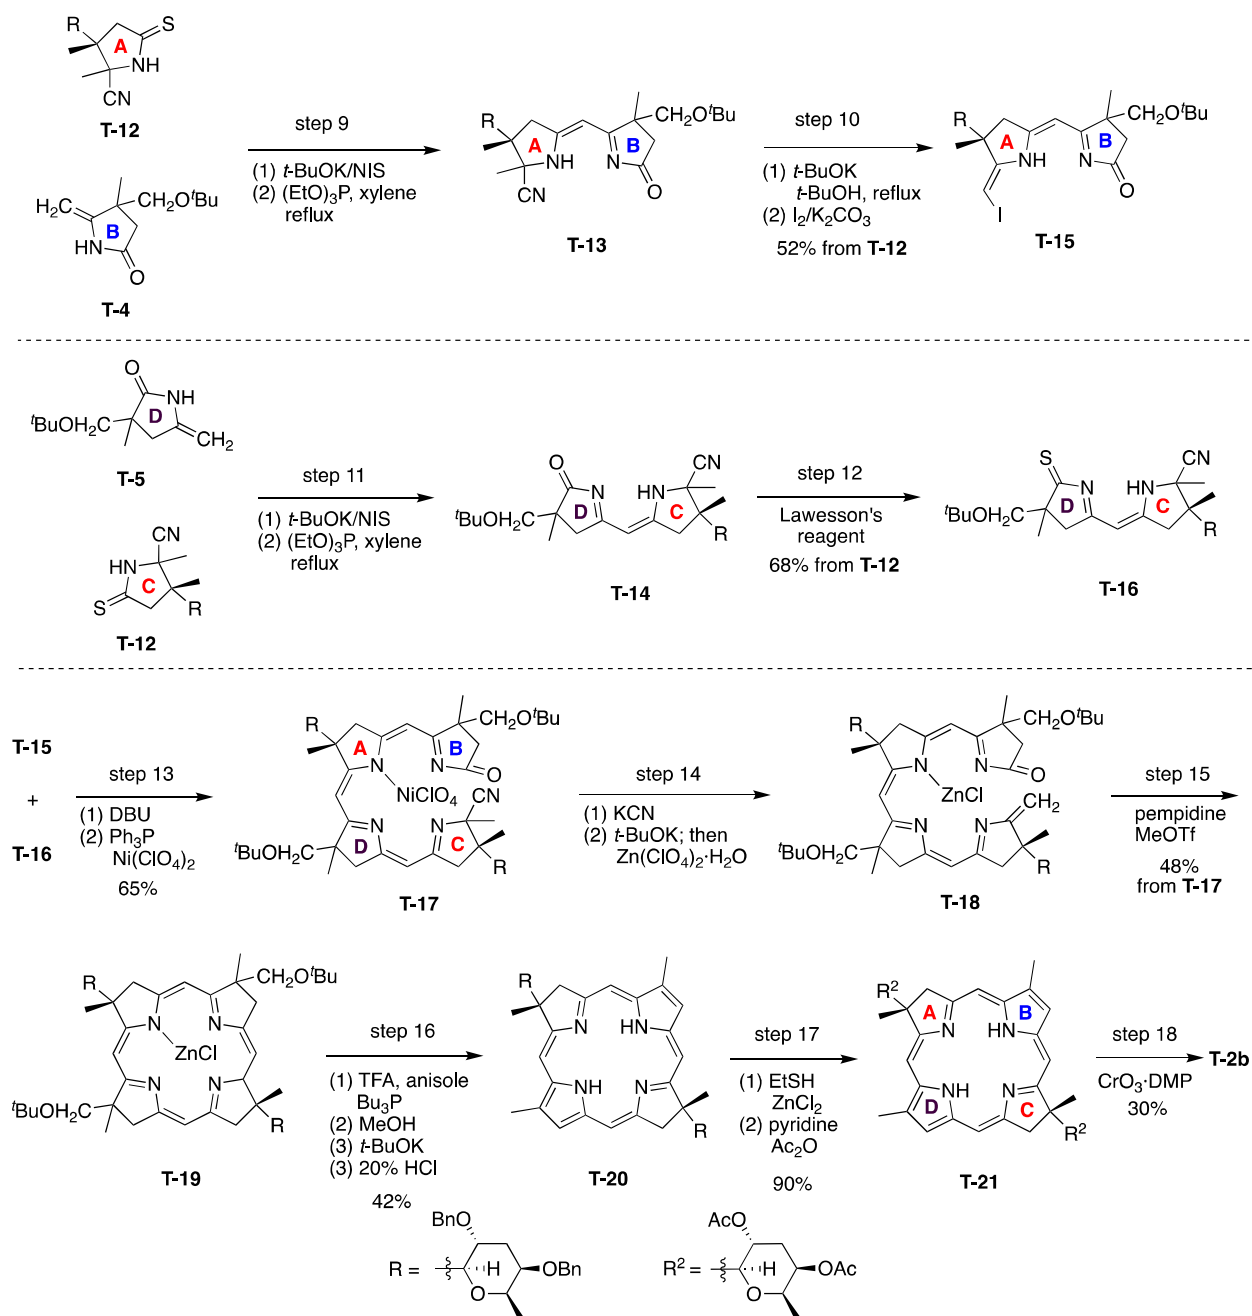 R
S
A
NH
CN
T-12
H₂C
CH₂OᵗBu
B
HN
O
T-4
step 9
(1) t-BuOK/NIS
(2) (EtO)₃P, xylene
reflux
R
A
NH
N
B
CH₂OᵗBu
CN
O
T-13
step 10
(1) t-BuOK
t-BuOH, reflux
(2) I₂/K₂CO₃
52% from T-12
R
A
NH
N
B
CH₂OᵗBu
I
O
T-15
O
NH
D
ᵗBuOH₂C
CH₂
T-5
CN
HN
C
S
R
T-12
step 11
(1) t-BuOK/NIS
(2) (EtO)₃P, xylene
reflux
O
N
HN
CN
D
C
ᵗBuOH₂C
R
T-14
step 12
Lawesson's
reagent
68% from T-12
S
N
HN
CN
D
C
ᵗBuOH₂C
R
T-16
T-15
+
T-16
step 13
(1) DBU
(2) Ph₃P
Ni(ClO₄)₂
65%
R
CH₂OᵗBu
A
B
N
N
O
NiClO₄
CN
N
N
D
C
ᵗBuOH₂C
R
T-17
step 14
(1) KCN
(2) t-BuOK; then
Zn(ClO₄)₂·H₂O
R
CH₂OᵗBu
N
N
O
ZnCl
CH₂
N
N
ᵗBuOH₂C
R
T-18
step 15
pempidine
MeOTf
48%
from T-17
R
CH₂OᵗBu
N
N
ZnCl
N
N
ᵗBuOH₂C
R
T-19
step 16
(1) TFA, anisole
Bu₃P
(2) MeOH
(3) t-BuOK
(3) 20% HCl
42%
R
N
HN
NH
N
R
T-20
step 17
(1) EtSH
ZnCl₂
(2) pyridine
Ac₂O
90%
R²
A
B
N
HN
NH
N
D
C
R²
T-21
step 18
CrO₃·DMP
30%
T-2b
R =
BnO
H
OBn
O
R² =
AcO
H
OAc
O